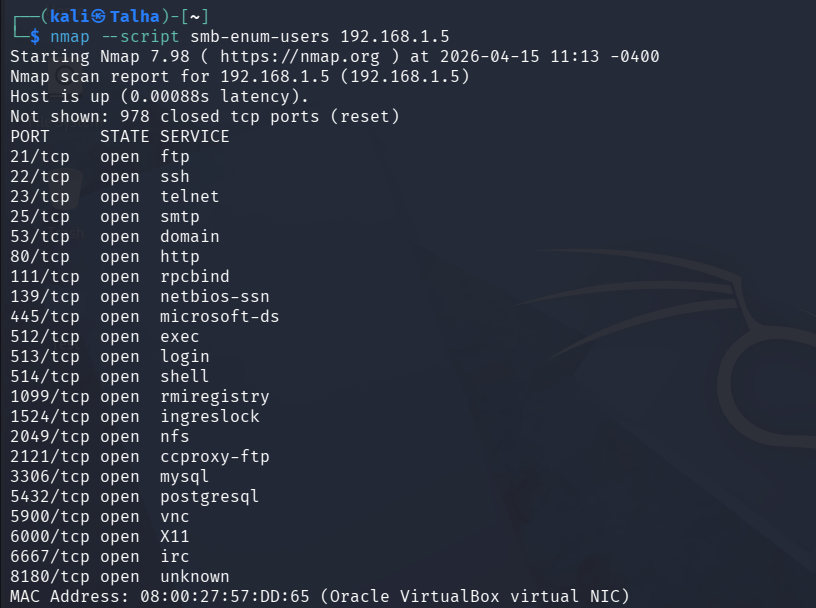 ┌──(kali㉿Talha)-[~]
└─$ nmap --script smb-enum-users 192.168.1.5
Starting Nmap 7.98 ( https://nmap.org ) at 2026-04-15 11:13 -0400
Nmap scan report for 192.168.1.5 (192.168.1.5)
Host is up (0.00088s latency).
Not shown: 978 closed tcp ports (reset)
PORT     STATE SERVICE
21/tcp   open  ftp
22/tcp   open  ssh
23/tcp   open  telnet
25/tcp   open  smtp
53/tcp   open  domain
80/tcp   open  http
111/tcp  open  rpcbind
139/tcp  open  netbios-ssn
445/tcp  open  microsoft-ds
512/tcp  open  exec
513/tcp  open  login
514/tcp  open  shell
1099/tcp open  rmiregistry
1524/tcp open  ingreslock
2049/tcp open  nfs
2121/tcp open  ccproxy-ftp
3306/tcp open  mysql
5432/tcp open  postgresql
5900/tcp open  vnc
6000/tcp open  X11
6667/tcp open  irc
8180/tcp open  unknown
MAC Address: 08:00:27:57:DD:65 (Oracle VirtualBox virtual NIC)